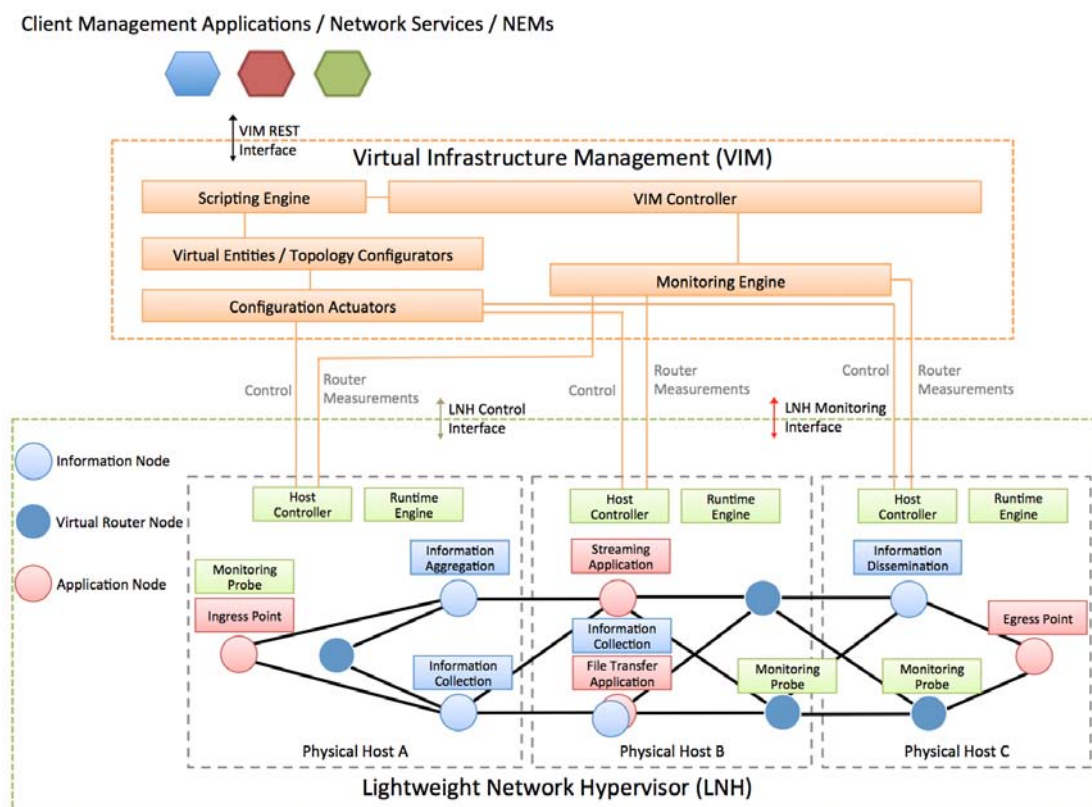 Client Management Applications / Network Services / NEMs
VIM REST
Interface
Virtual Infrastructure Management (VIM)
Scripting Engine
VIM Controller
Virtual Entities / Topology Configurators
Monitoring Engine
Configuration Actuators
Control
Router
Measurements
Control
Router
Measurements
Control
Router
Measurements
LNH Control
Interface
LNH Monitoring
Interface
Information Node
Virtual Router Node
Application Node
Host
Controller
Runtime
Engine
Host
Controller
Runtime
Engine
Host
Controller
Runtime
Engine
Information
Aggregation
Streaming
Application
Information
Dissemination
Monitoring
Probe
Ingress Point
Egress Point
Information
Collection
Information
Collection
File Transfer
Application
Monitoring
Probe
Monitoring
Probe
Physical Host A
Physical Host B
Physical Host C
Lightweight Network Hypervisor (LNH)